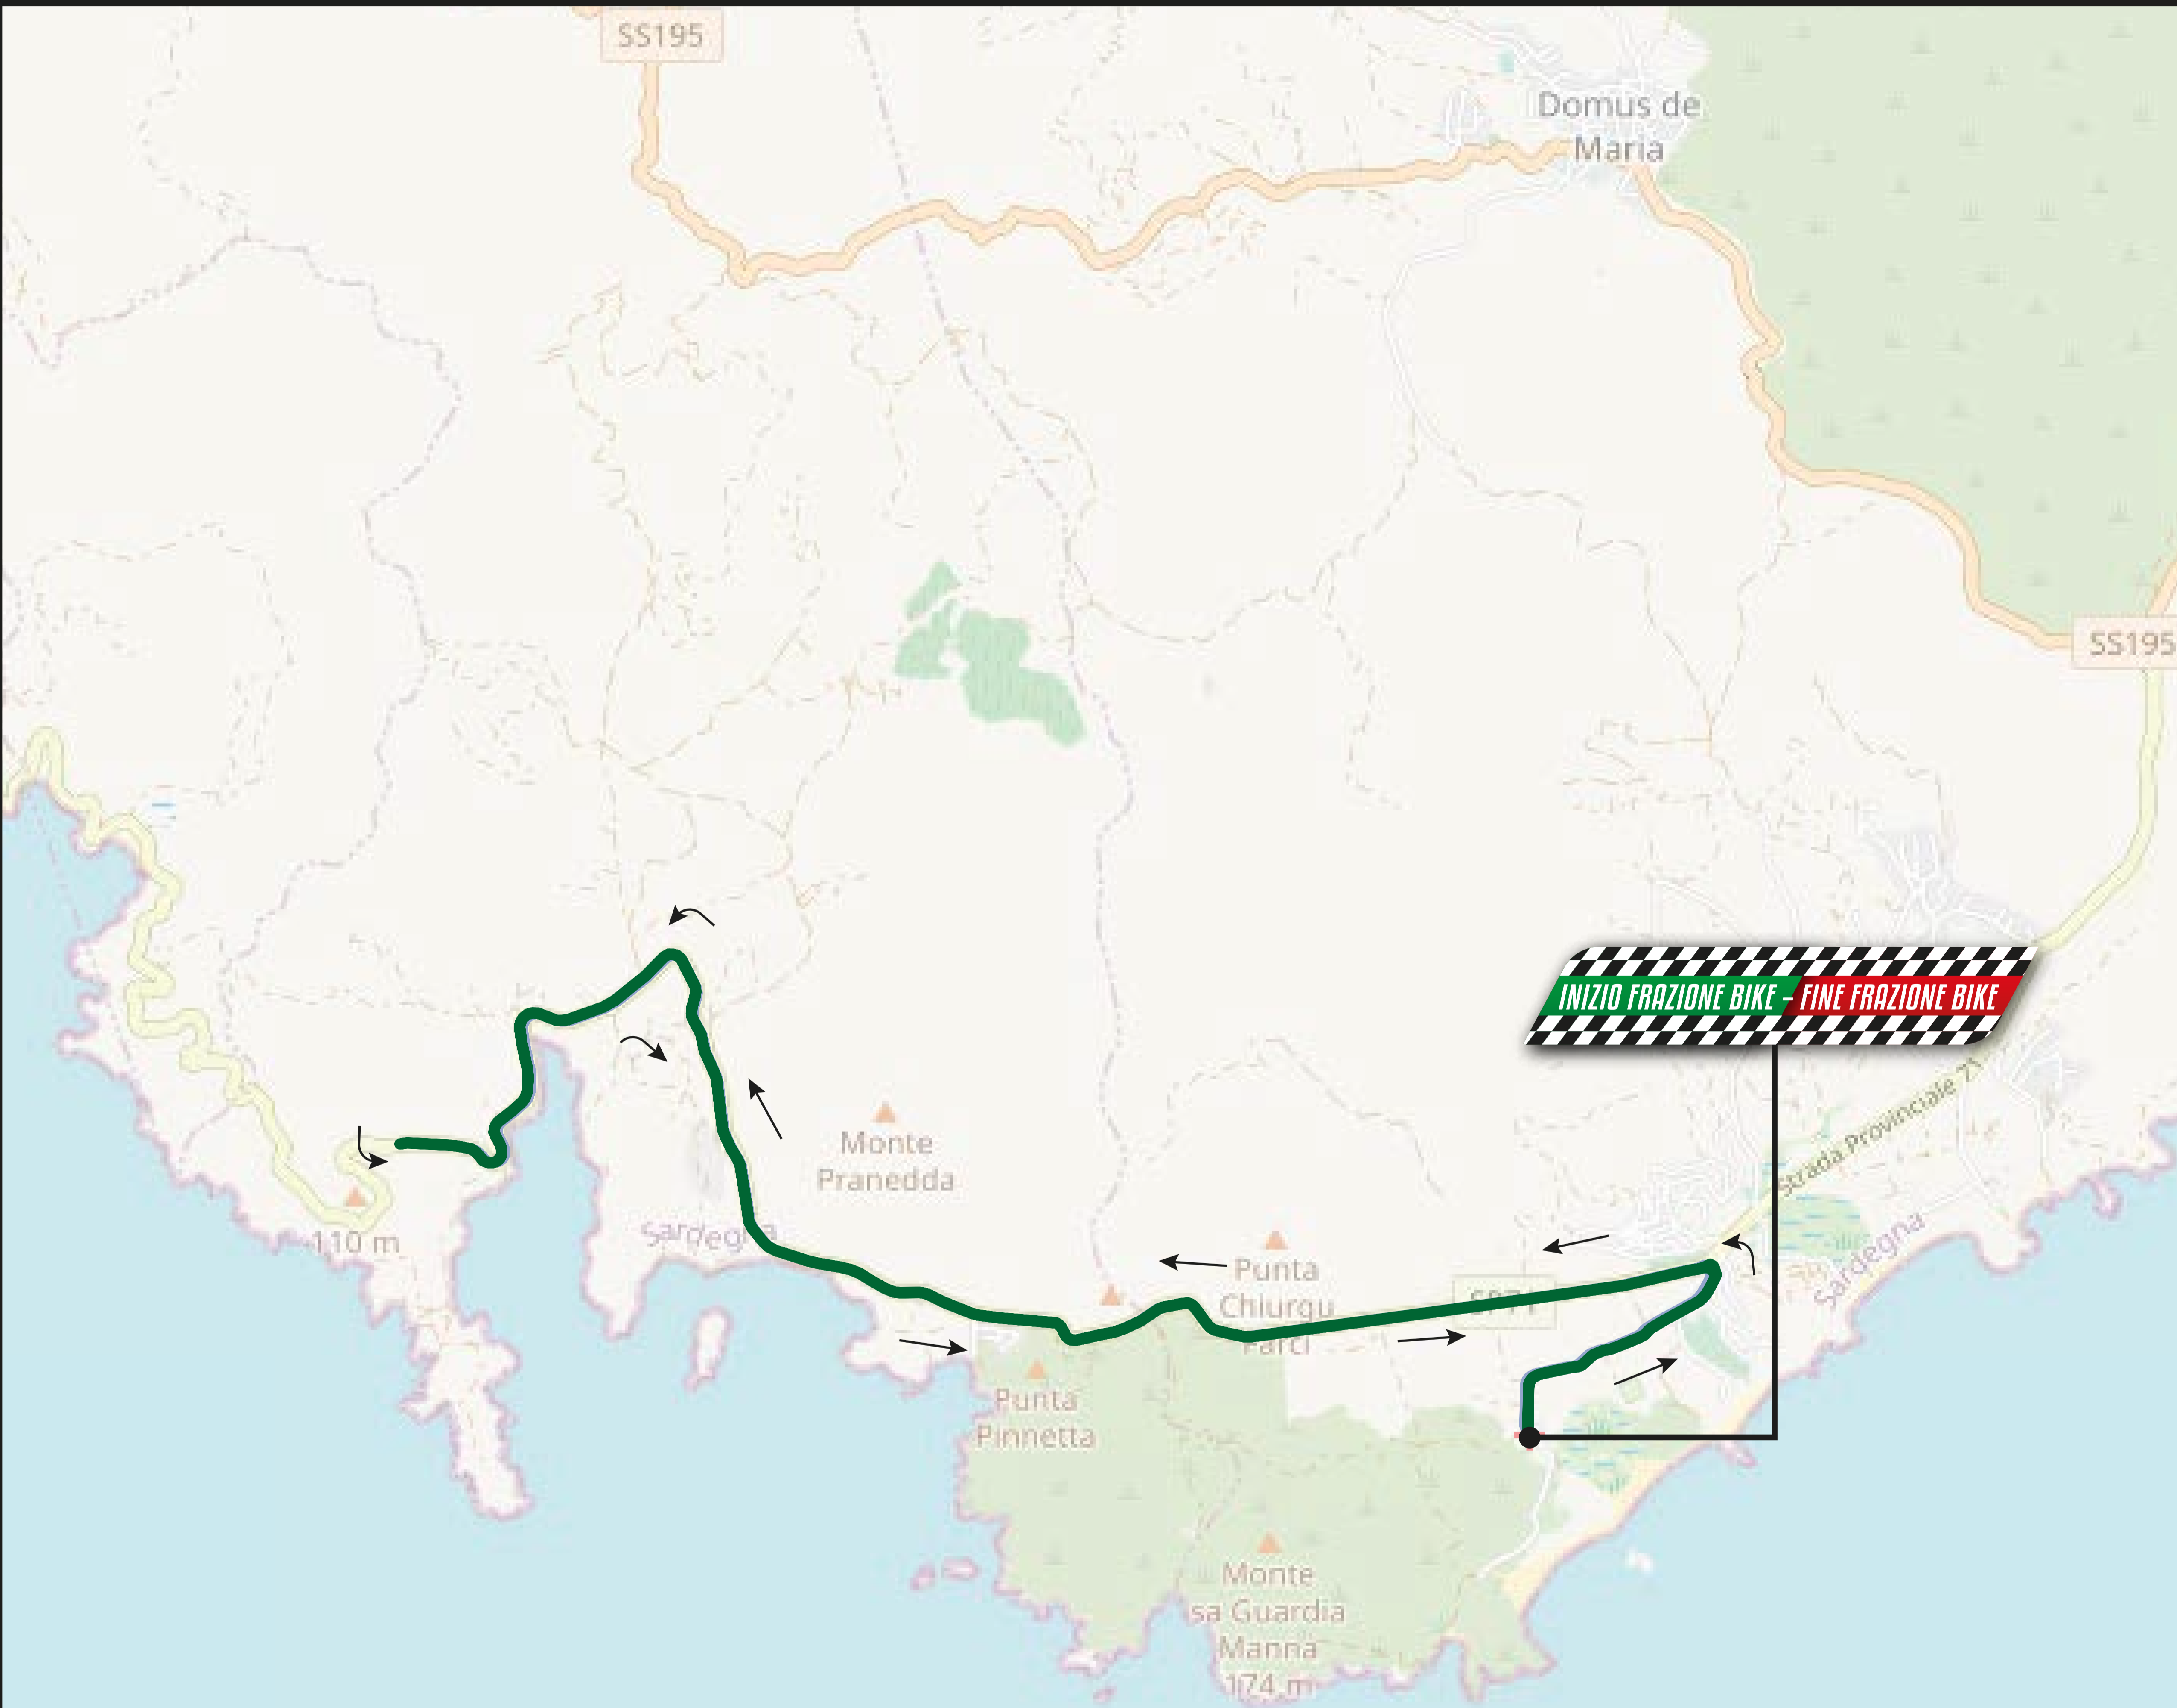 SS195
Domus de
Maria
SS195
INIZIO FRAZIONE BIKE – FINE FRAZIONE BIKE
Strada Provinciale 71
Monte
Pranedda
Sardegna
110 m
Sardegna
Punta
Chiurgu
Farci
SP71
Punta
Pinnetta
Monte
sa Guardia
Manna
174 m